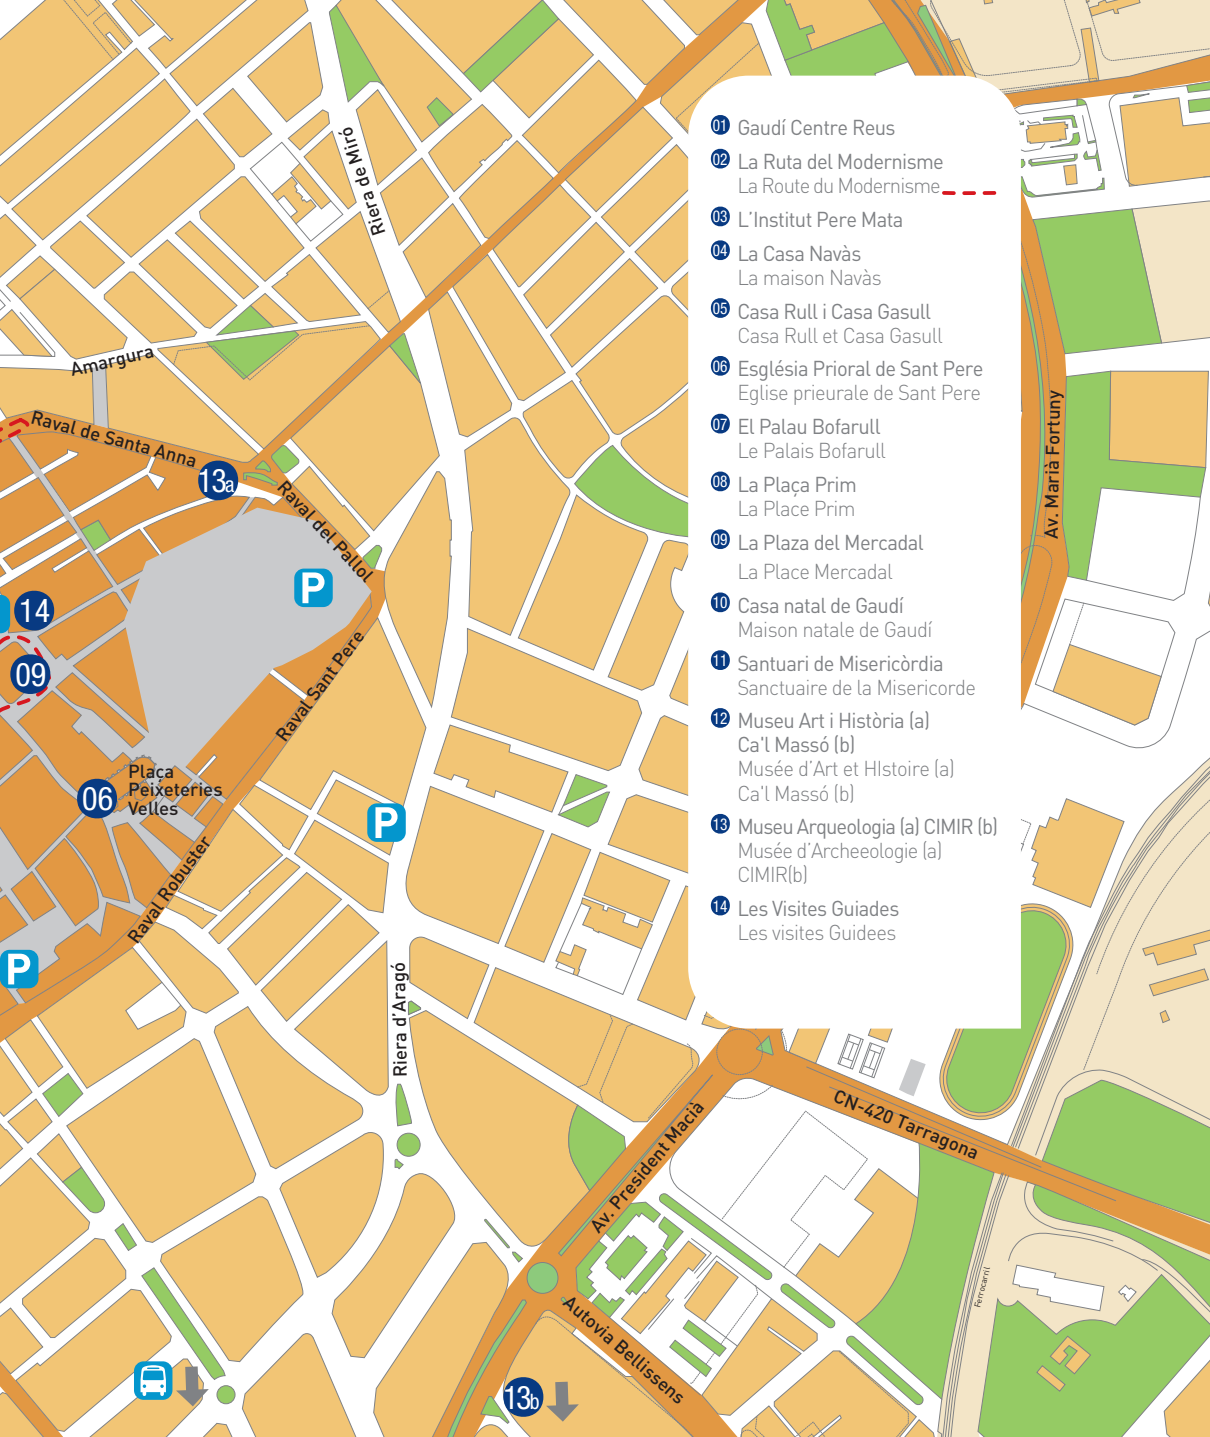 01 Gaudí Centre Reus
02 La Ruta del Modernisme
La Route du Modernisme
03 L'Institut Pere Mata
04 La Casa Navàs
La maison Navàs
05 Casa Rull i Casa Gasull
Casa Rull et Casa Gasull
06 Església Prioral de Sant Pere
Eglise prieurale de Sant Pere
07 El Palau Bofarull
Le Palais Bofarull
08 La Plaça Prim
La Place Prim
09 La Plaza del Mercadal
La Place Mercadal
10 Casa natal de Gaudí
Maison natale de Gaudí
11 Santuari de Misericòrdia
Sanctuaire de la Misericorde
12 Museu Art i Història (a)
Ca'l Massó (b)
Musée d'Art et HIstoire (a)
Ca'l Massó (b)
13 Museu Arqueologia (a) CIMIR (b)
Musée d'Archeeologie (a)
CIMIR(b)
14 Les Visites Guiades
Les visites Guidees
Riera de Miró
Amargura
Raval de Santa Anna
13a
Raval del Pallol
P
14
09
Raval Sant Pere
06
Plaça
Peixeteries
Velles
P
Raval Robuster
P
Riera d'Aragó
Av. Marià Fortuny
CN-420 Tarragona
Av. President Macià
Ferrocarril
Autovia Bellissens
13b